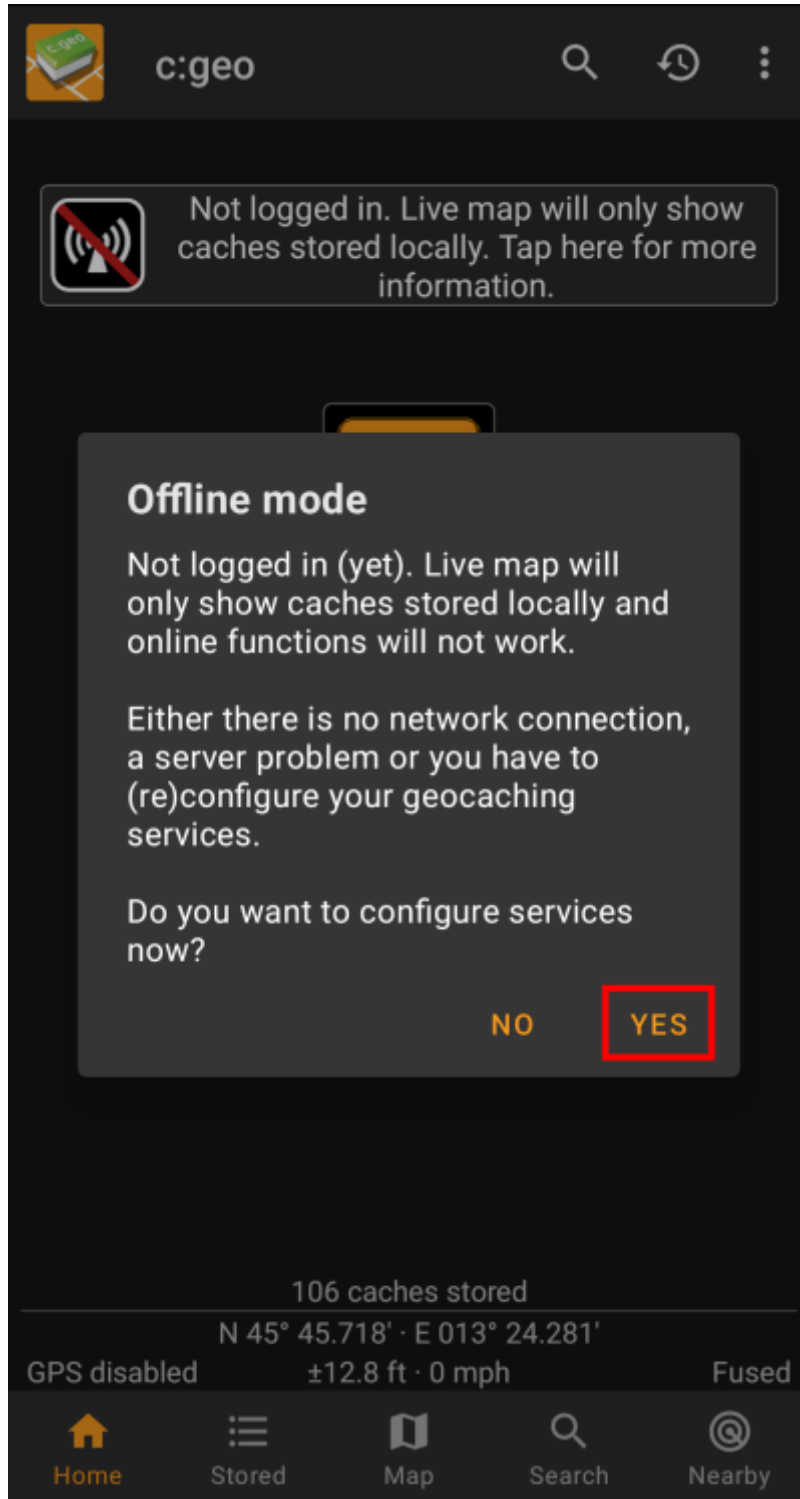 c:geo
c:geo
Not logged in. Live map will only show
caches stored locally. Tap here for more
information.
Offline mode
Not logged in (yet). Live map will
only show caches stored locally and
online functions will not work.
Either there is no network connection,
a server problem or you have to
(re)configure your geocaching
services.
Do you want to configure services
now?
NO YES
106 caches stored
N 45° 45.718' · E 013° 24.281'
GPS disabled ±12.8 ft · 0 mph Fused
Home Stored Map Search Nearby